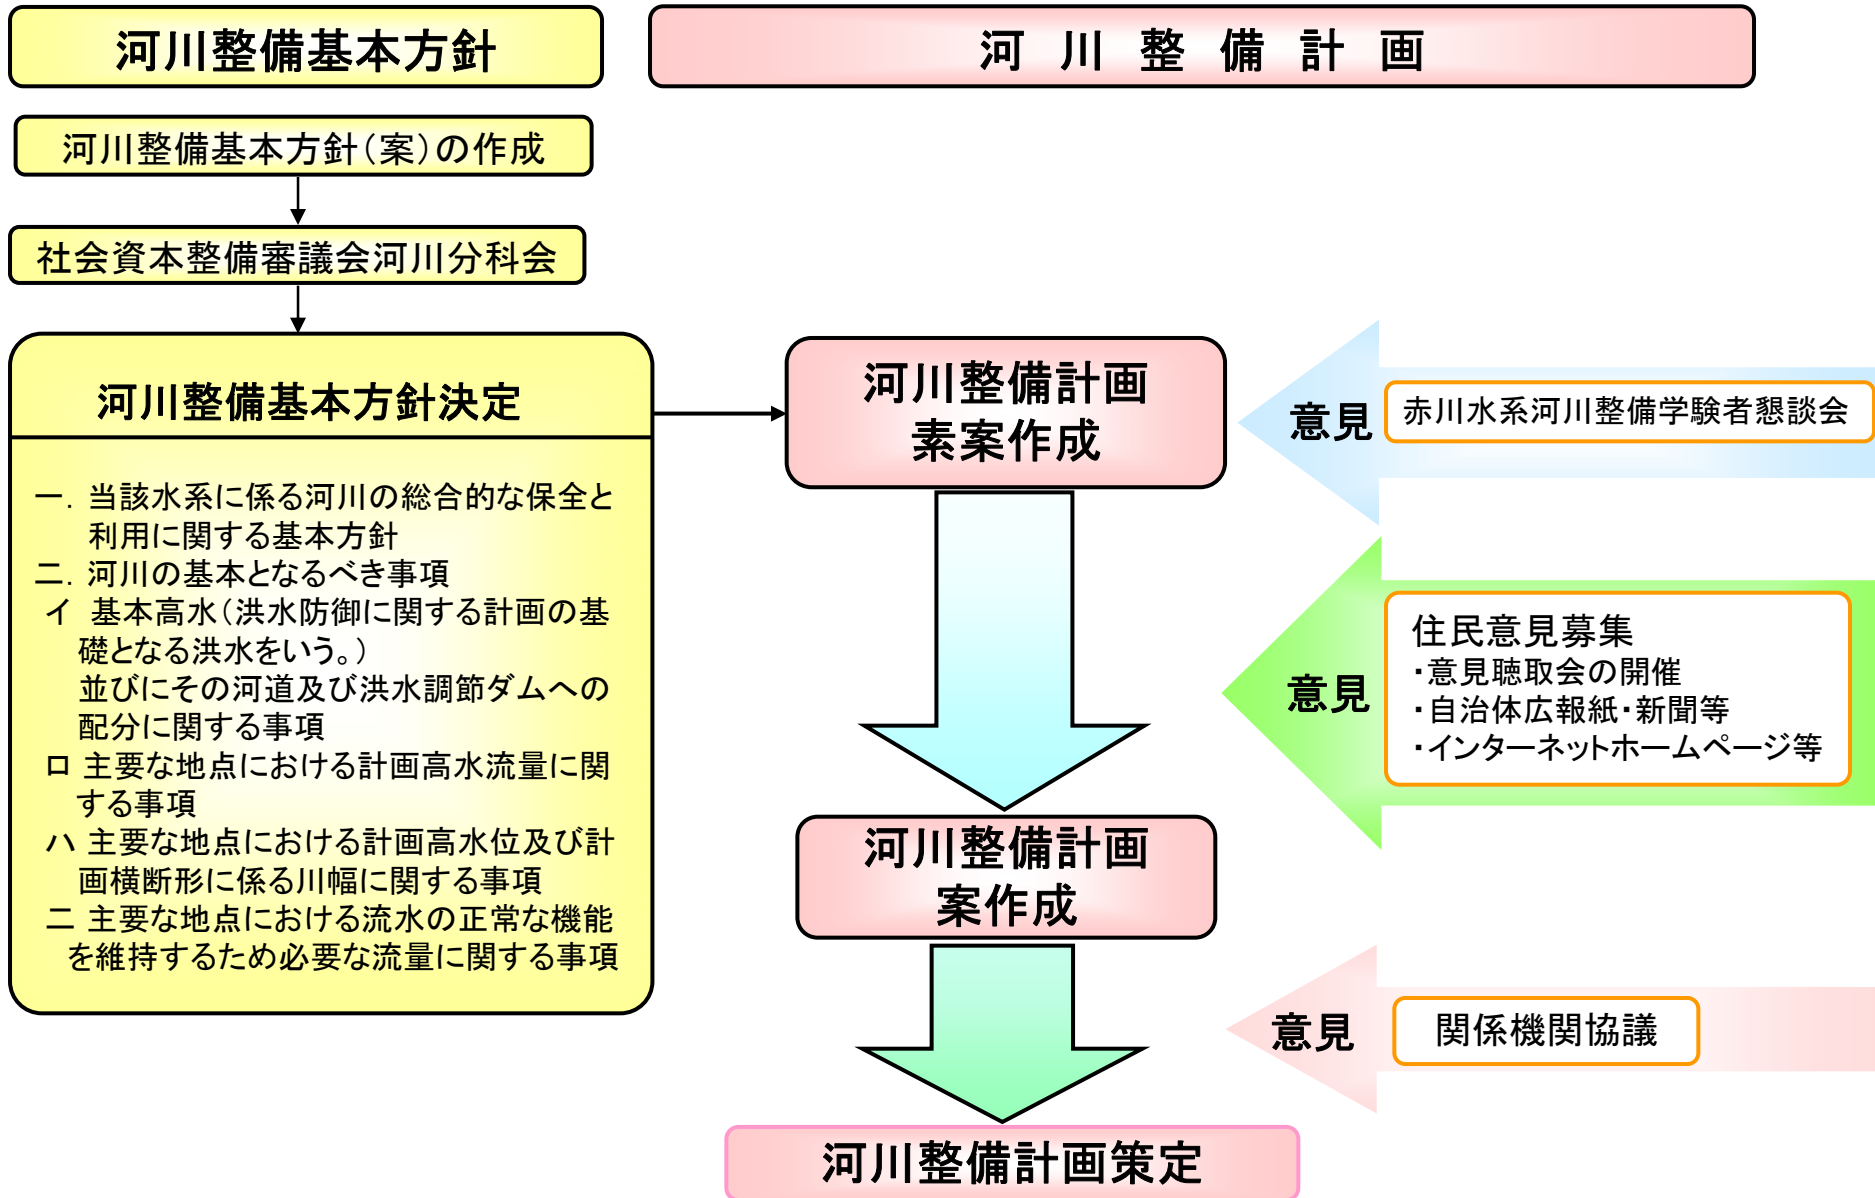 河川整備基本方針
河川整備計画
河川整備基本方針(案)の作成
社会資本整備審議会河川分科会
河川整備基本方針決定
一．当該水系に係る河川の総合的な保全と
利用に関する基本方針
二．河川の基本となるべき事項
イ 基本高水(洪水防御に関する計画の基
礎となる洪水をいう。)
並びにその河道及び洪水調節ダムへの
配分に関する事項
ロ 主要な地点における計画高水流量に関
する事項
ハ 主要な地点における計画高水位及び計
画横断形に係る川幅に関する事項
ニ 主要な地点における流水の正常な機能
を維持するため必要な流量に関する事項
河川整備計画
素案作成
意見
赤川水系河川整備学験者懇談会
意見
住民意見募集
・意見聴取会の開催
・自治体広報紙・新聞等
・インターネットホームページ等
河川整備計画
案作成
意見
関係機関協議
河川整備計画策定